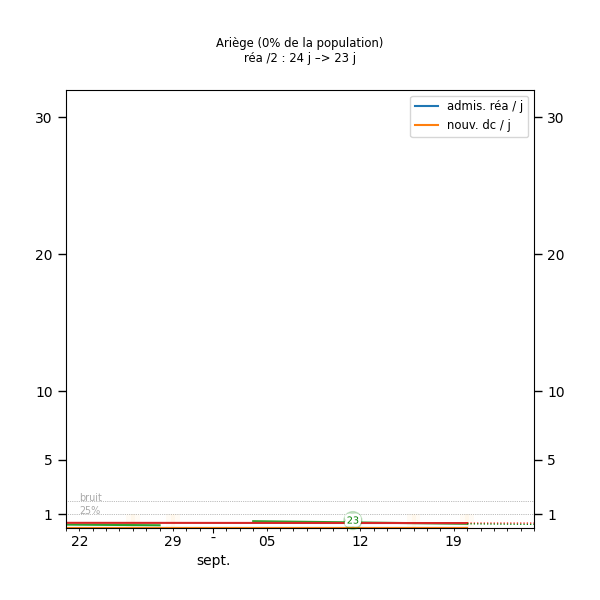 Ariège (0% de la population)
réa /2 : 24 j –> 23 j
admis. réa / j
nouv. dc / j
30 30
20 20
10 10
5 5
bruit
25%
1 1
23
22 29 - 05 12 19
sept.